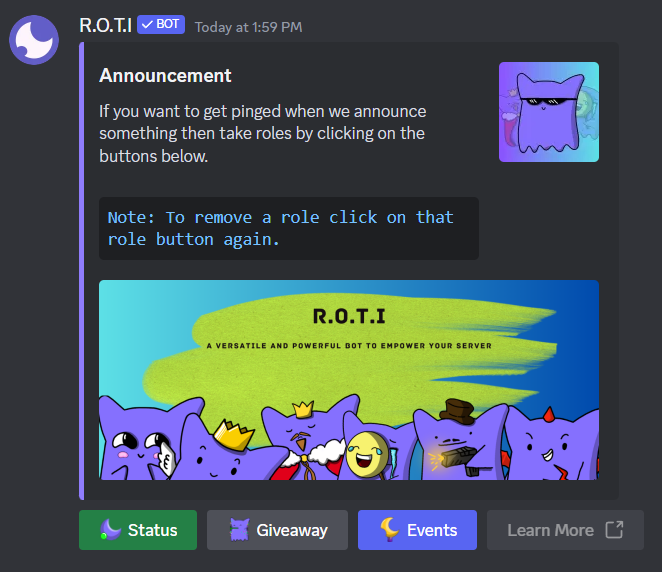 R.O.T.I BOT Today at 1:59 PM
Announcement
If you want to get pinged when we announce
something then take roles by clicking on the
buttons below.
Note: To remove a role click on that
role button again.
R.O.T.I
A VERSATILE AND POWERFUL BOT TO EMPOWER YOUR SERVER
Status Giveaway Events Learn More